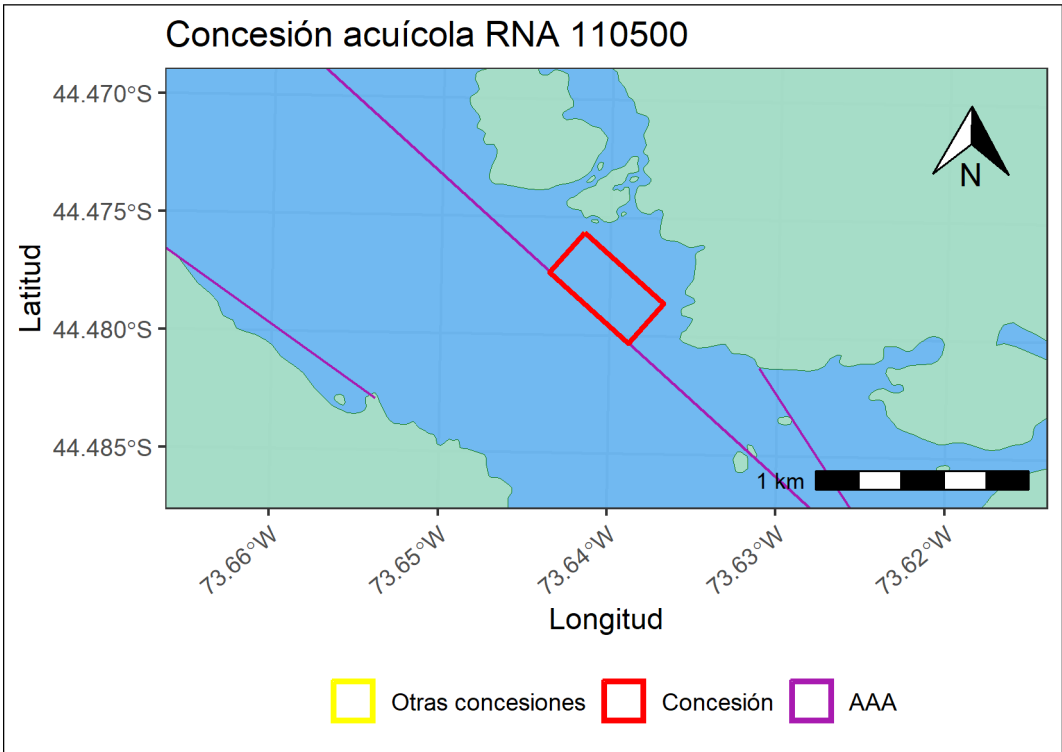 Concesión acuícola RNA 110500
44.470°S
44.475°S
44.480°S
44.485°S
Latitud
N
1 km
73.66°W
73.65°W
73.64°W
73.63°W
73.62°W
Longitud
Otras concesiones
Concesión
AAA